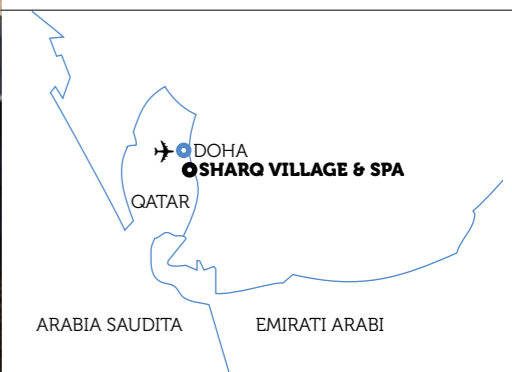 DOHA
SHARQ VILLAGE & SPA
QATAR
ARABIA SAUDITA
EMIRATI ARABI